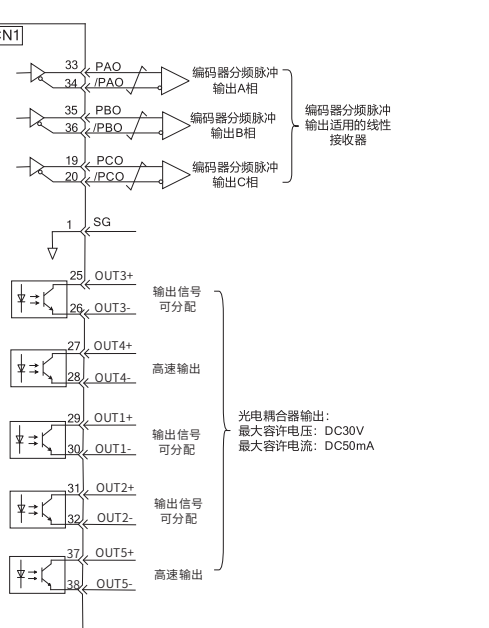 CN1
33 PAO
34 /PAO
编码器分频脉冲
输出A相
35 PBO
36 /PBO
编码器分频脉冲
输出B相
19 PCO
20 /PCO
编码器分频脉冲
输出C相
编码器分频脉冲
输出适用的线性
接收器
1 SG
25 OUT3+
26 OUT3-
输出信号
可分配
27 OUT4+
28 OUT4-
高速输出
29 OUT1+
30 OUT1-
输出信号
可分配
31 OUT2+
32 OUT2-
输出信号
可分配
37 OUT5+
38 OUT5-
高速输出
光电耦合器输出：
最大容许电压：DC30V
最大容许电流：DC50mA